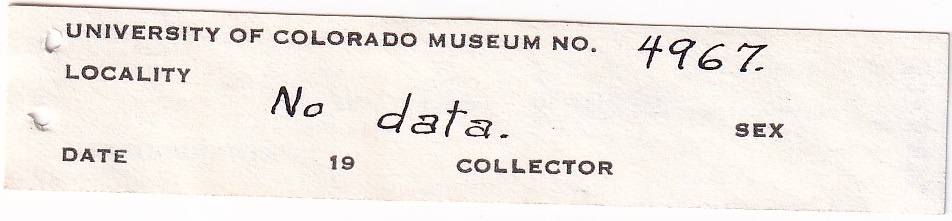 UNIVERSITY OF COLORADO MUSEUM NO. 4967.
LOCALITY
No data.
SEX
DATE 19 COLLECTOR